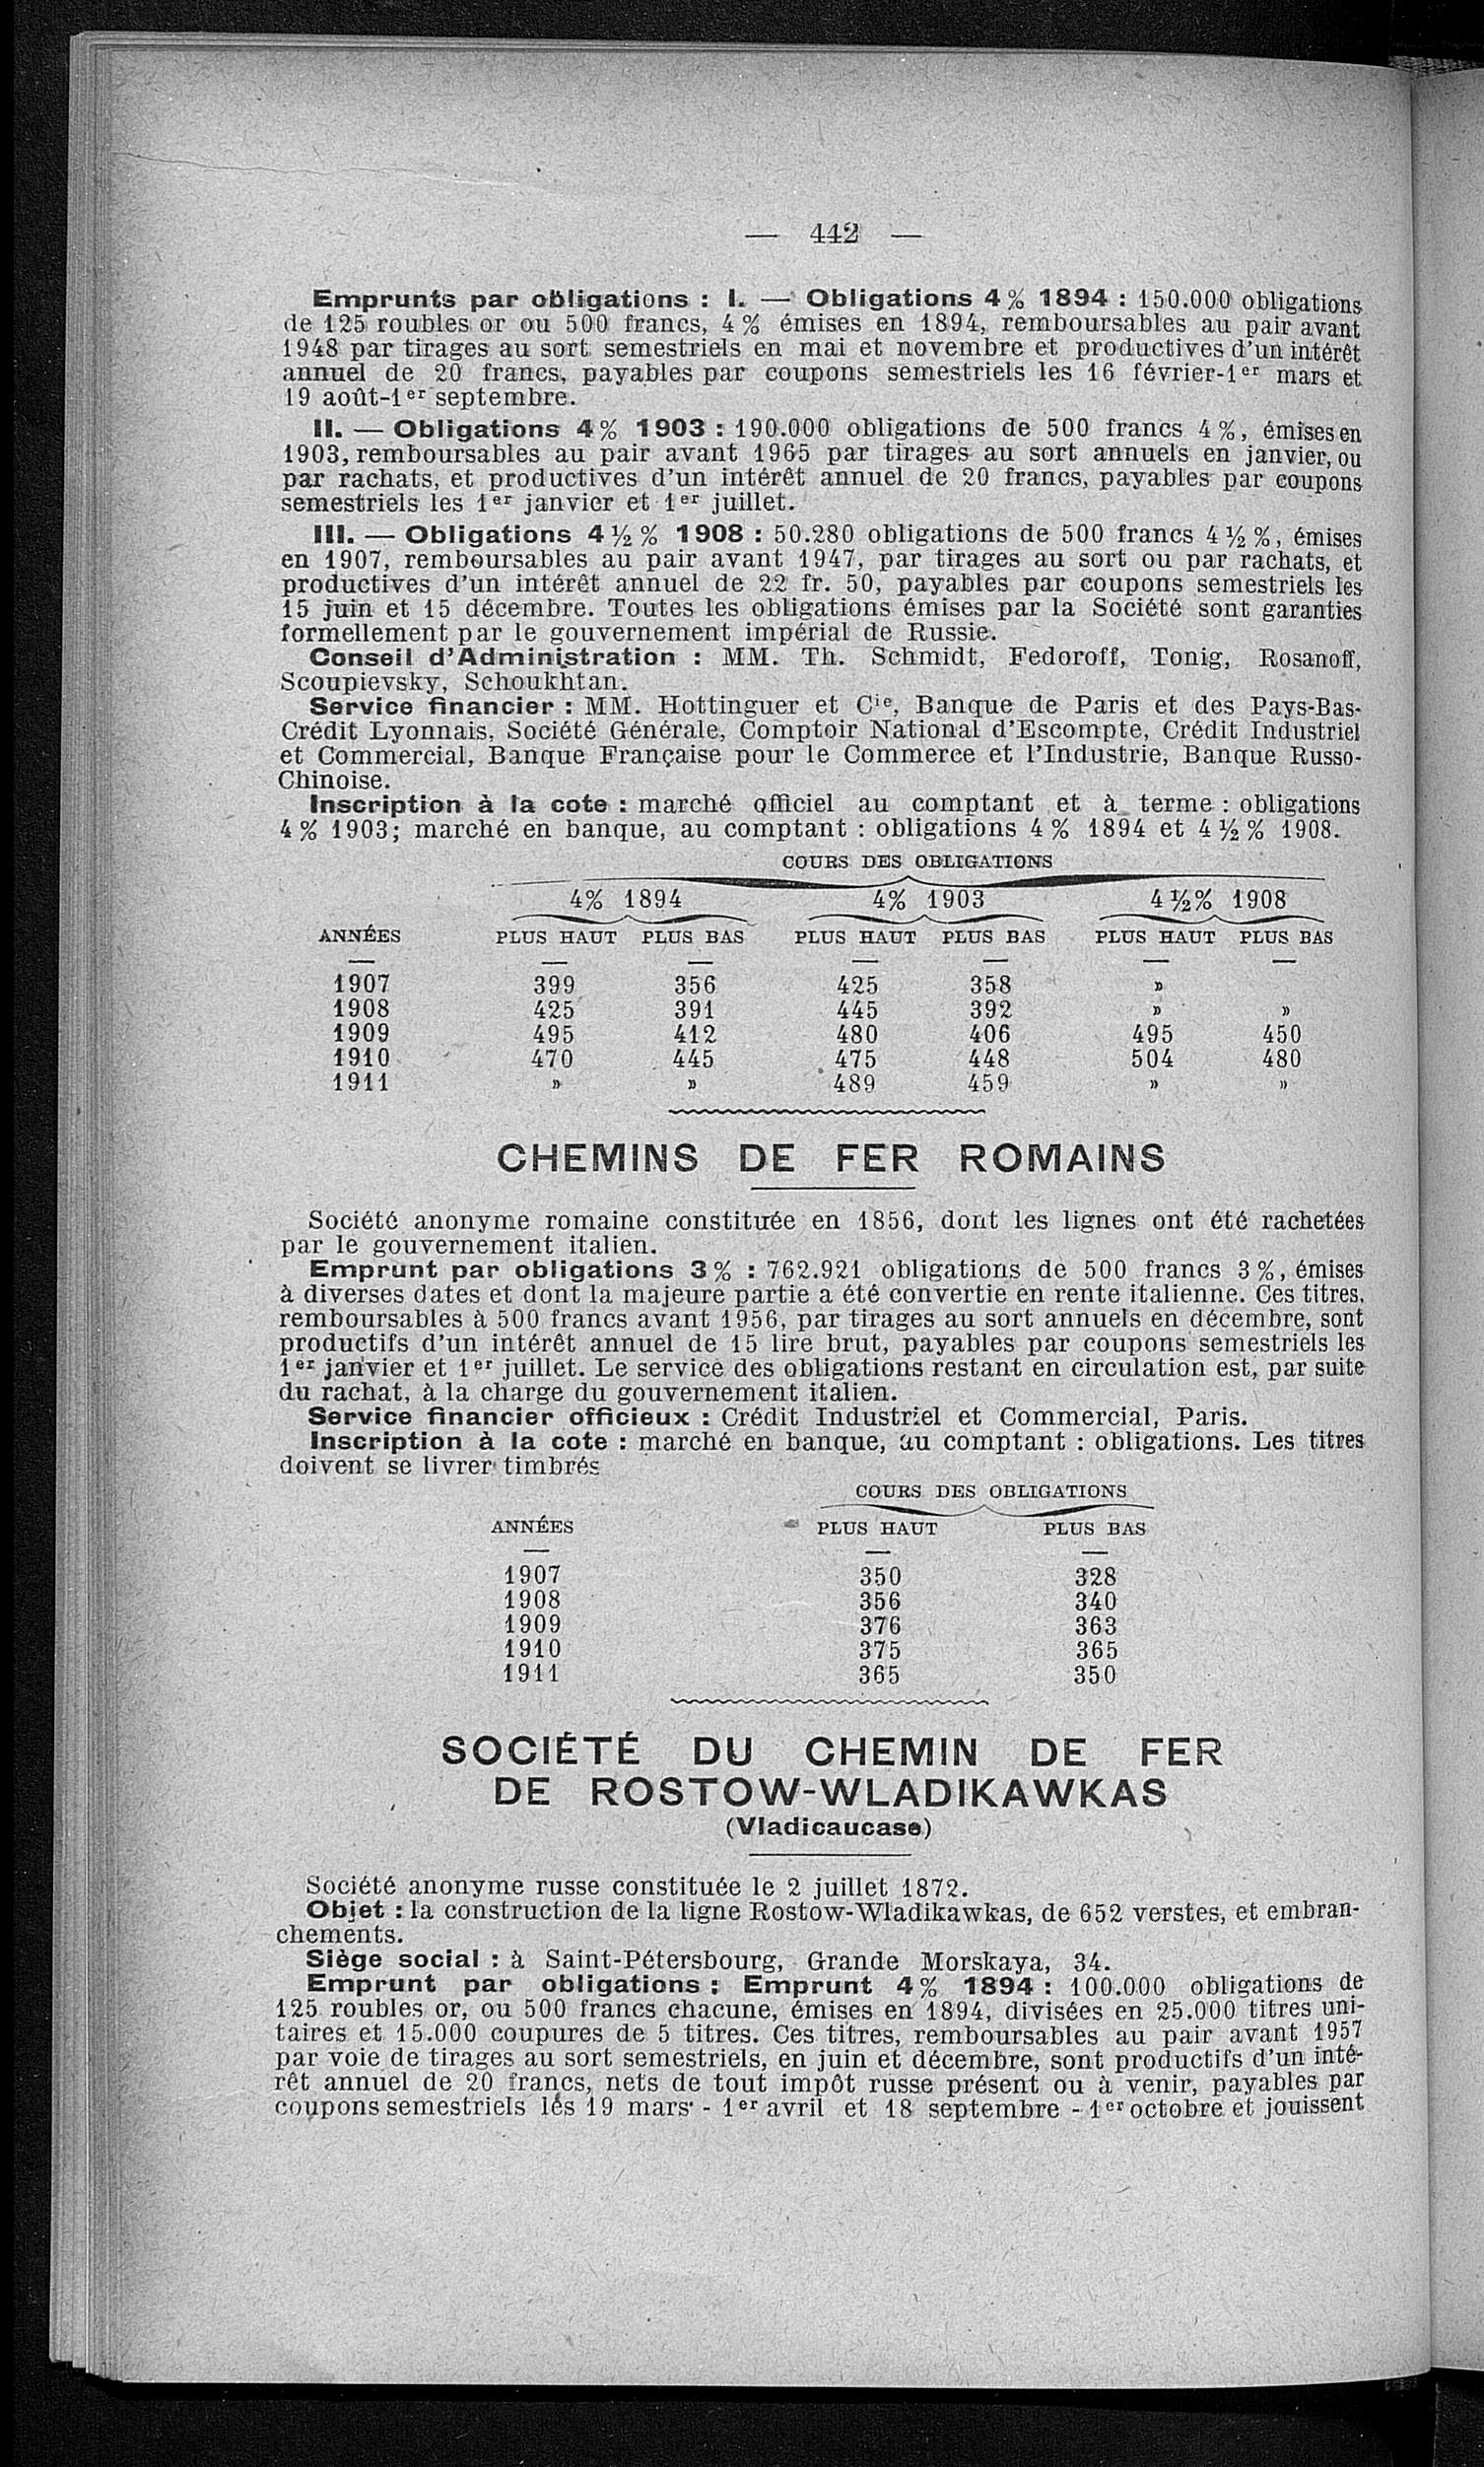 — 442 —
Emprunts par obligations : I. — Obligations 4 % 1894 : 150.000 obligations
de 125 roubles or ou 500 francs, 4 % émises en 1894, remboursables au pair avant
1948 par tirages au sort semestriels en mai et novembre et productives d'un intérêt
annuel de 20 francs, payables par coupons semestriels les 16 février-1er mars et
19 août-1er septembre.
II. — Obligations 4 % 1903 : 190.000 obligations de 500 francs 4 %, émises en
1903, remboursables au pair avant 1965 par tirages au sort annuels en janvier, ou
par rachats, et productives d'un intérêt annuel de 20 francs, payables par coupons
semestriels les 1er janvier et 1er juillet.
III. — Obligations 4 ½ % 1908 : 50.280 obligations de 500 francs 4 ½ %, émises
en 1907, remboursables au pair avant 1947, par tirages au sort ou par rachats, et
productives d'un intérêt annuel de 22 fr. 50, payables par coupons semestriels les
15 juin et 15 décembre. Toutes les obligations émises par la Société sont garanties
formellement par le gouvernement impérial de Russie.
Conseil d'Administration : MM. Th. Schmidt, Fedoroff, Tonig, Rosanoff,
Scoupievsky, Schoukhtan.
Service financier : MM. Hottinguer et Cie, Banque de Paris et des Pays-Bas-
Crédit Lyonnais, Société Générale, Comptoir National d'Escompte, Crédit Industriel
et Commercial, Banque Française pour le Commerce et l'Industrie, Banque Russo-
Chinoise.
Inscription à la cote : marché officiel au comptant et à terme : obligations
4 % 1903; marché en banque, au comptant : obligations 4 % 1894 et 4 ½ % 1908.
COURS DES OBLIGATIONS
4% 1894 4% 1903 4 ½% 1908
ANNÉES PLUS HAUT PLUS BAS PLUS HAUT PLUS BAS PLUS HAUT PLUS BAS
1907 399 356 425 358 »
1908 425 391 445 392 » »
1909 495 412 480 406 495 450
1910 470 445 475 448 504 480
1911 » » 489 459 » »
CHEMINS DE FER ROMAINS
Société anonyme romaine constituée en 1856, dont les lignes ont été rachetées
par le gouvernement italien.
Emprunt par obligations 3 % : 762.921 obligations de 500 francs 3 %, émises
à diverses dates et dont la majeure partie a été convertie en rente italienne. Ces titres,
remboursables à 500 francs avant 1956, par tirages au sort annuels en décembre, sont
productifs d'un intérêt annuel de 15 lire brut, payables par coupons semestriels les
1er janvier et 1er juillet. Le service des obligations restant en circulation est, par suite
du rachat, à la charge du gouvernement italien.
Service financier officieux : Crédit Industriel et Commercial, Paris.
Inscription à la cote : marché en banque, au comptant : obligations. Les titres
doivent se livrer timbrés
COURS DES OBLIGATIONS
ANNÉES PLUS HAUT PLUS BAS
1907 350 328
1908 356 340
1909 376 363
1910 375 365
1911 365 350
SOCIÉTÉ DU CHEMIN DE FER
DE ROSTOW-WLADIKAWKAS
(Vladicaucase)
Société anonyme russe constituée le 2 juillet 1872.
Objet : la construction de la ligne Rostow-Wladikawkas, de 652 verstes, et embran-
chements.
Siège social : à Saint-Pétersbourg, Grande Morskaya, 34.
Emprunt par obligations : Emprunt 4 % 1894 : 100.000 obligations de
125 roubles or, ou 500 francs chacune, émises en 1894, divisées en 25.000 titres uni-
taires et 15.000 coupures de 5 titres. Ces titres, remboursables au pair avant 1957
par voie de tirages au sort semestriels, en juin et décembre, sont productifs d'un inté-
rêt annuel de 20 francs, nets de tout impôt russe présent ou à venir, payables par
coupons semestriels lés 19 mars - 1er avril et 18 septembre - 1er octobre et jouissent